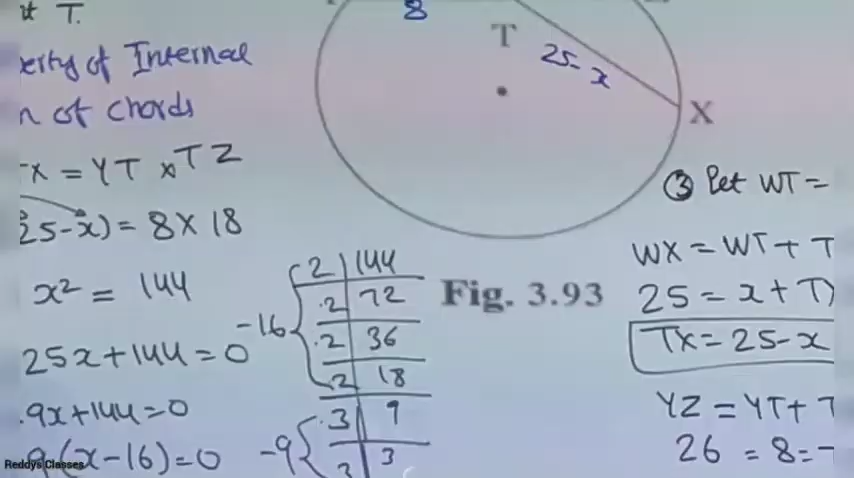 T.
8
T
25-x
X
of Internal
of chords
-x = YT x TZ
25-x) = 8 x 18
x² = 144
25x+144=0
9x+144=0
9(x-16)=0
2 144
2 72
2 36
2 18
3 9
3 3
-16
-9
Fig. 3.93
③ Let WT =
WX = WT + T
25 = x + T
TX = 25-x
YZ = YT +
26 = 8 =
Reddys Classes